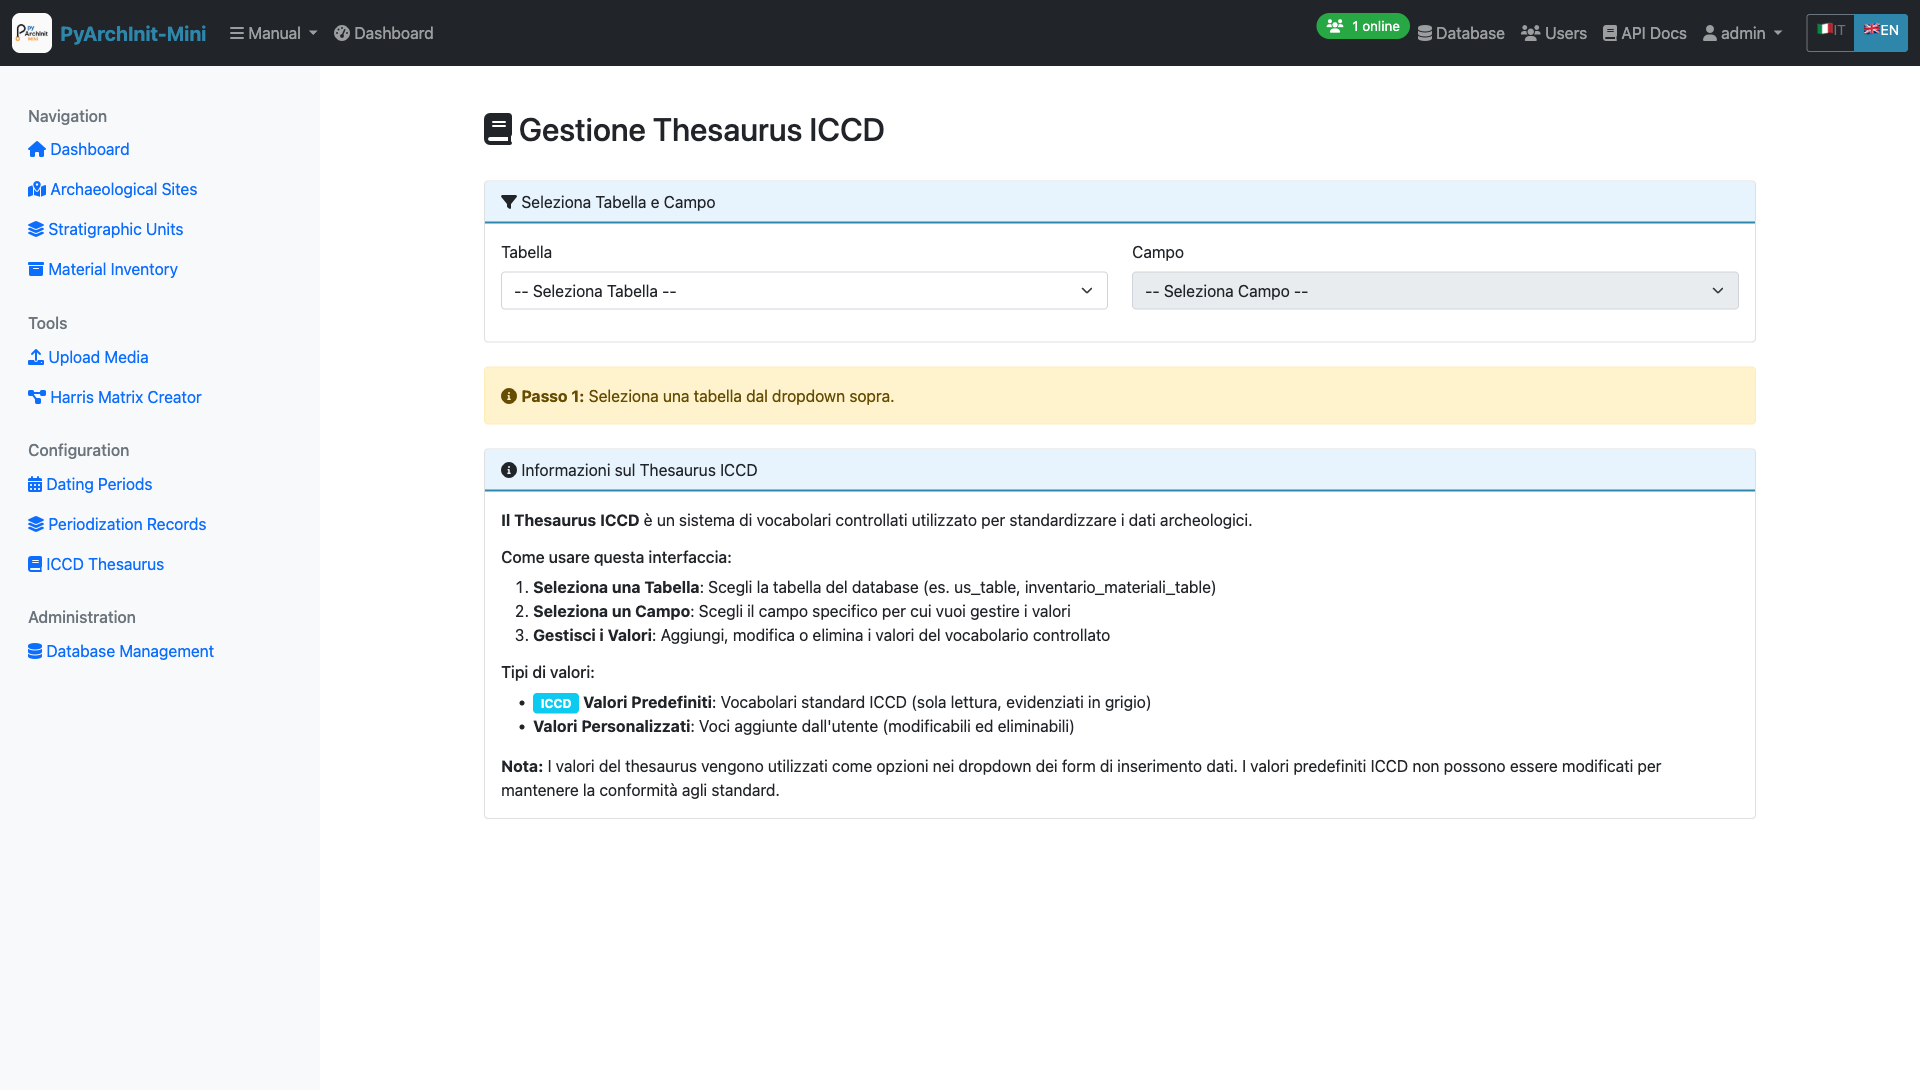 PyArchInit-Mini
Manual
Dashboard
1 online
Database
Users
API Docs
admin
IT
EN
Navigation
Dashboard
Archaeological Sites
Stratigraphic Units
Material Inventory
Tools
Upload Media
Harris Matrix Creator
Configuration
Dating Periods
Periodization Records
ICCD Thesaurus
Administration
Database Management
Gestione Thesaurus ICCD
Seleziona Tabella e Campo
Tabella
Campo
-- Seleziona Tabella --
-- Seleziona Campo --
Passo 1: Seleziona una tabella dal dropdown sopra.
Informazioni sul Thesaurus ICCD
Il Thesaurus ICCD è un sistema di vocabolari controllati utilizzato per standardizzare i dati archeologici.
Come usare questa interfaccia:
1. Seleziona una Tabella: Scegli la tabella del database (es. us_table, inventario_materiali_table)
2. Seleziona un Campo: Scegli il campo specifico per cui vuoi gestire i valori
3. Gestisci i Valori: Aggiungi, modifica o elimina i valori del vocabolario controllato
Tipi di valori:
• ICCD Valori Predefiniti: Vocabolari standard ICCD (sola lettura, evidenziati in grigio)
• Valori Personalizzati: Voci aggiunte dall'utente (modificabili ed eliminabili)
Nota: I valori del thesaurus vengono utilizzati come opzioni nei dropdown dei form di inserimento dati. I valori predefiniti ICCD non possono essere modificati per
mantenere la conformità agli standard.